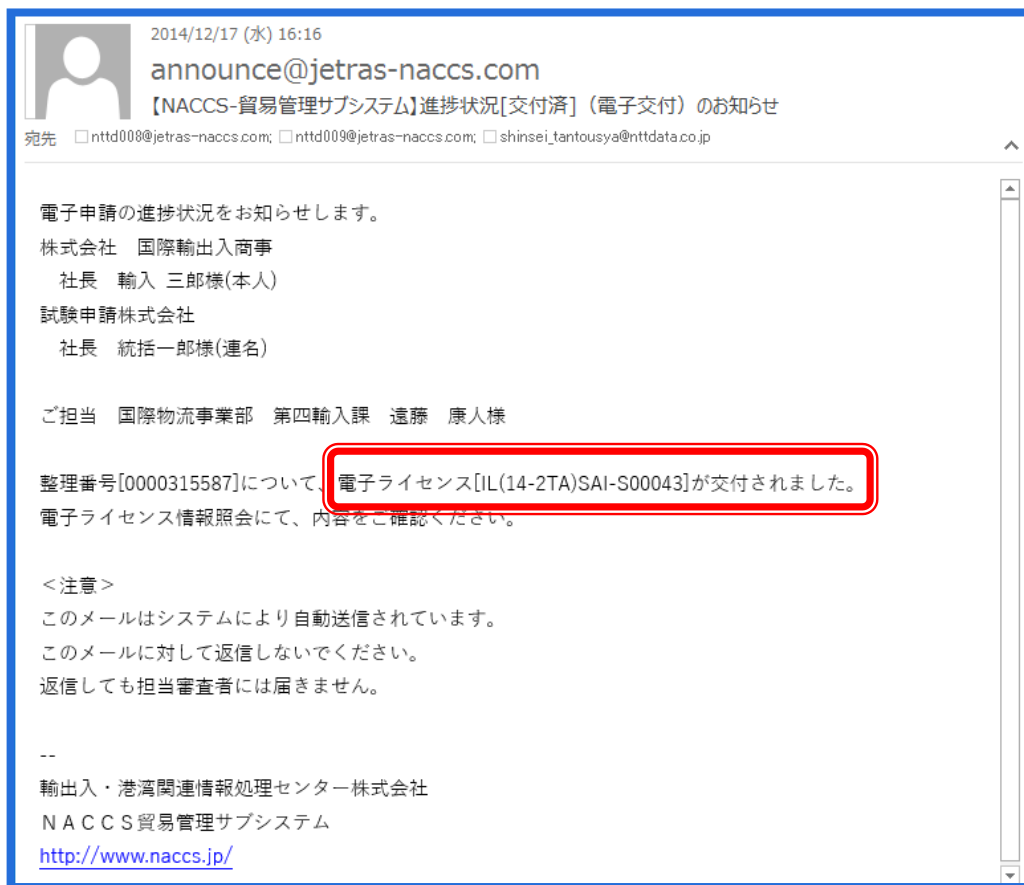 2014/12/17 (水) 16:16
announce@jetras-naccs.com
【NACCS-貿易管理サブシステム】進捗状況[交付済]（電子交付）のお知らせ
宛先 nttd008@jetras-naccs.com; nttd009@jetras-naccs.com; shinsei_tantousya@nttdata.co.jp
電子申請の進捗状況をお知らせします。
株式会社　国際輸出入商事
　社長　輸入 三郎様(本人)
試験申請株式会社
　社長　統括一郎様(連名)
ご担当　国際物流事業部　第四輸入課　遠藤　康人様
整理番号[0000315587]について、電子ライセンス[IL(14-2TA)SAI-S00043]が交付されました。
電子ライセンス情報照会にて、内容をご確認ください。
＜注意＞
このメールはシステムにより自動送信されています。
このメールに対して返信しないでください。
返信しても担当審査者には届きません。
--
輸出入・港湾関連情報処理センター株式会社
ＮＡＣＣＳ貿易管理サブシステム
http://www.naccs.jp/